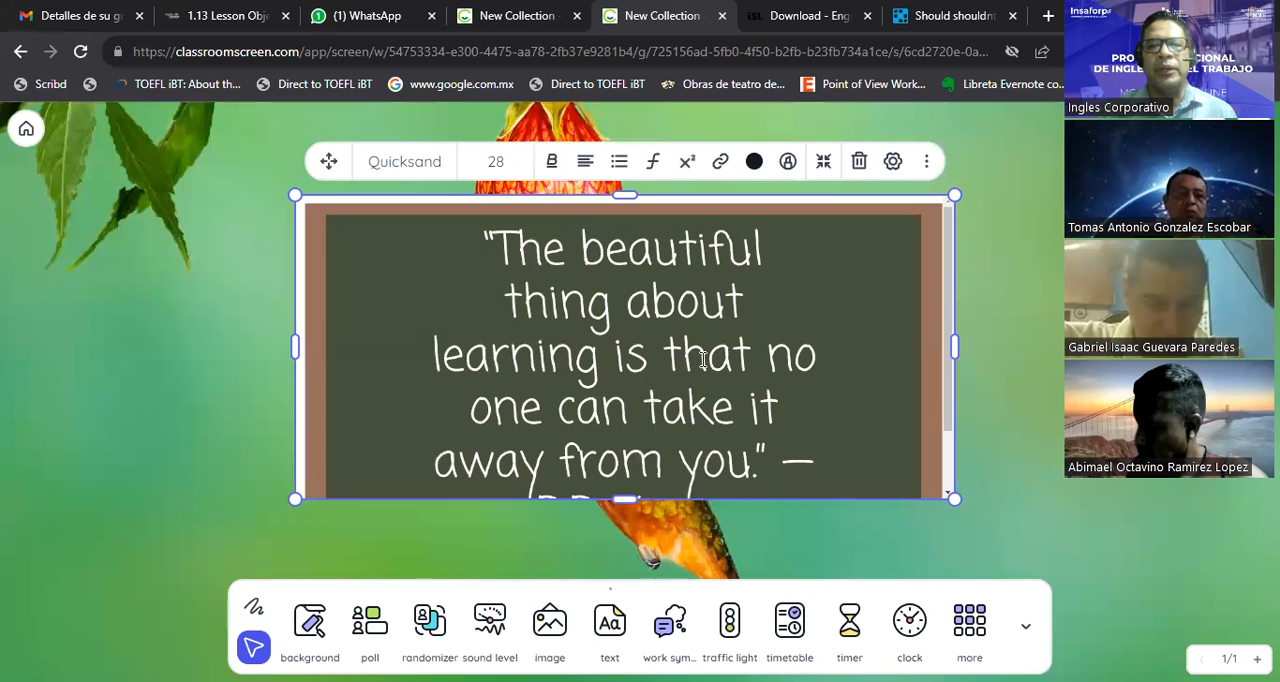 Detalles de su gr
1.13 Lesson Obje
(1) WhatsApp
New Collection -
New Collection -
Download - Eng
Should shouldnt
https://classroomscreen.com/app/screen/w/54753334-e300-4475-aa78-2fb37e9281b4/g/725156ad-5fb0-4f50-b2fb-b23fb734a1ce/s/6cd2720e-0a...
Scribd
TOEFL iBT: About th...
Direct to TOEFL iBT
www.google.com.mx
Direct to TOEFL iBT
Obras de teatro de...
Point of View Work...
Libreta Evernote co...
Quicksand
28
"The beautiful
thing about
learning is that no
one can take it
away from you." –
background
poll
randomizer
sound level
image
text
work sym...
traffic light
timetable
timer
clock
more
1/1
Insaforp
Ingles Corporativo
Tomas Antonio Gonzalez Escobar
Gabriel Isaac Guevara Paredes
Abimael Octavino Ramirez Lopez